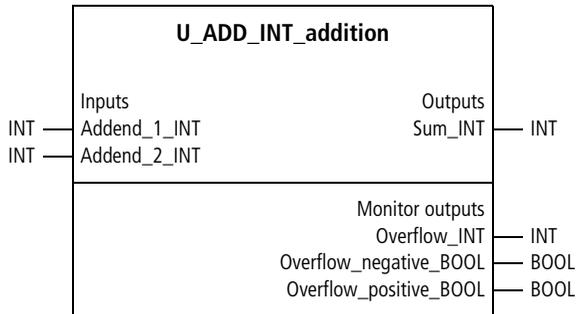 U_ADD_INT_addition
Inputs Outputs
INT Addend_1_INT Sum_INT INT
INT Addend_2_INT
Monitor outputs
Overflow_INT INT
Overflow_negative_BOOL BOOL
Overflow_positive_BOOL BOOL